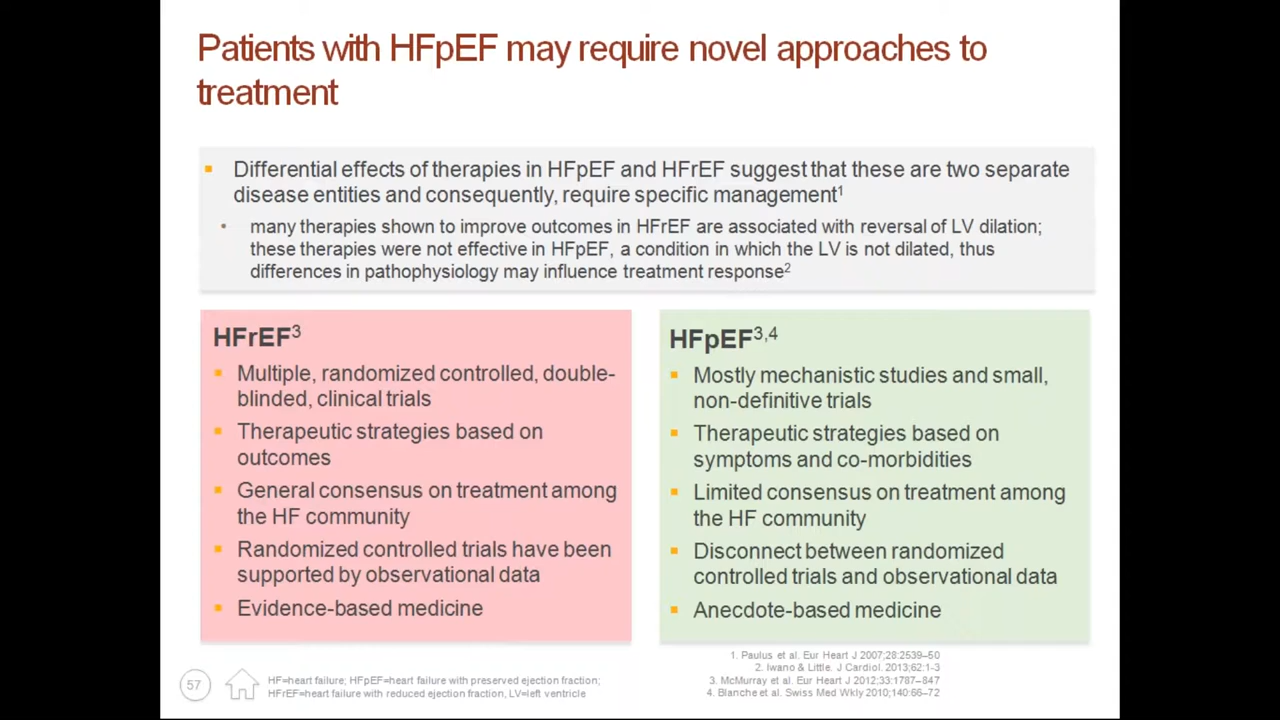 Patients with HFpEF may require novel approaches to
treatment
Differential effects of therapies in HFpEF and HFrEF suggest that these are two separate
disease entities and consequently, require specific management1
many therapies shown to improve outcomes in HFrEF are associated with reversal of LV dilation;
these therapies were not effective in HFpEF, a condition in which the LV is not dilated, thus
differences in pathophysiology may influence treatment response2
HFrEF3
Multiple, randomized controlled, double-
blinded, clinical trials
Therapeutic strategies based on
outcomes
General consensus on treatment among
the HF community
Randomized controlled trials have been
supported by observational data
Evidence-based medicine
HFpEF3,4
Mostly mechanistic studies and small,
non-definitive trials
Therapeutic strategies based on
symptoms and co-morbidities
Limited consensus on treatment among
the HF community
Disconnect between randomized
controlled trials and observational data
Anecdote-based medicine
57
HF=heart failure; HFpEF=heart failure with preserved ejection fraction;
HFrEF=heart failure with reduced ejection fraction, LV=left ventricle
1. Paulus et al. Eur Heart J 2007;28:2539–50
2. Iwano & Little. J Cardiol. 2013;62:1-3
3. McMurray et al. Eur Heart J 2012;33:1787–847
4. Blanche et al. Swiss Med Wkly 2010;140:66–72